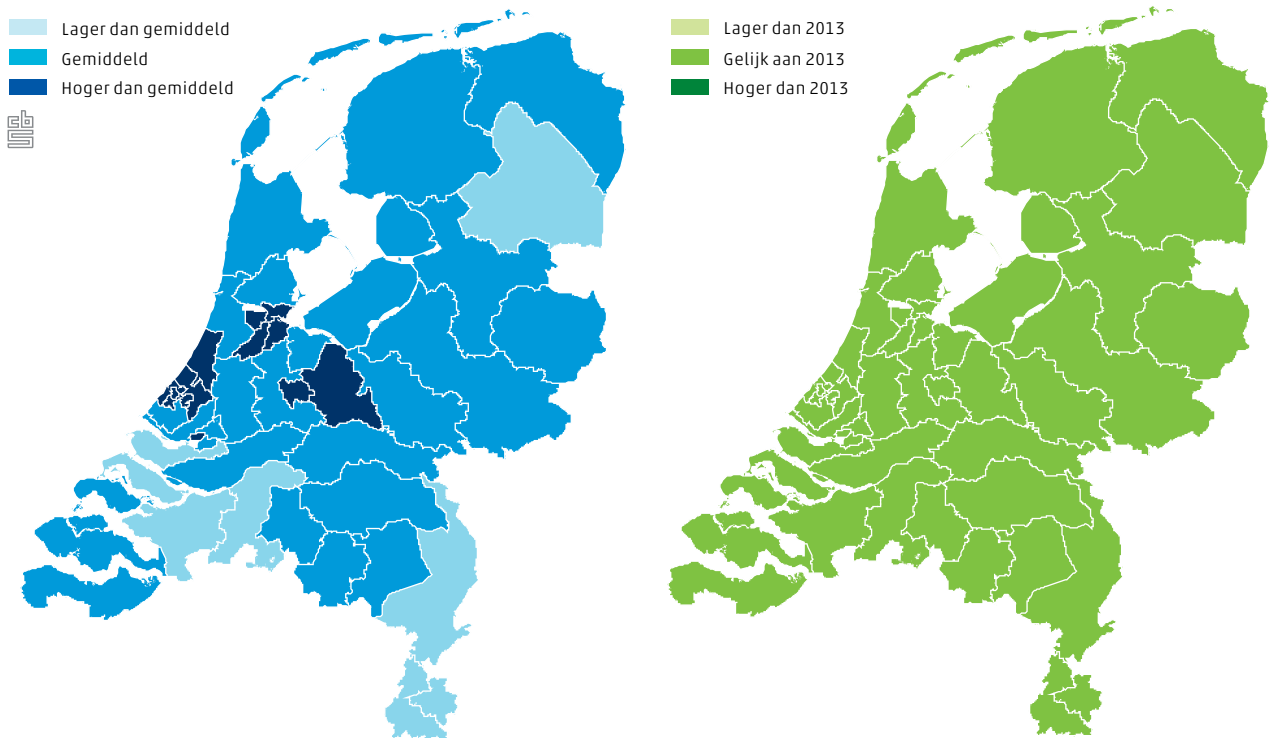 Lager dan gemiddeld
Gemiddeld
Hoger dan gemiddeld
cbs
Lager dan 2013
Gelijk aan 2013
Hoger dan 2013